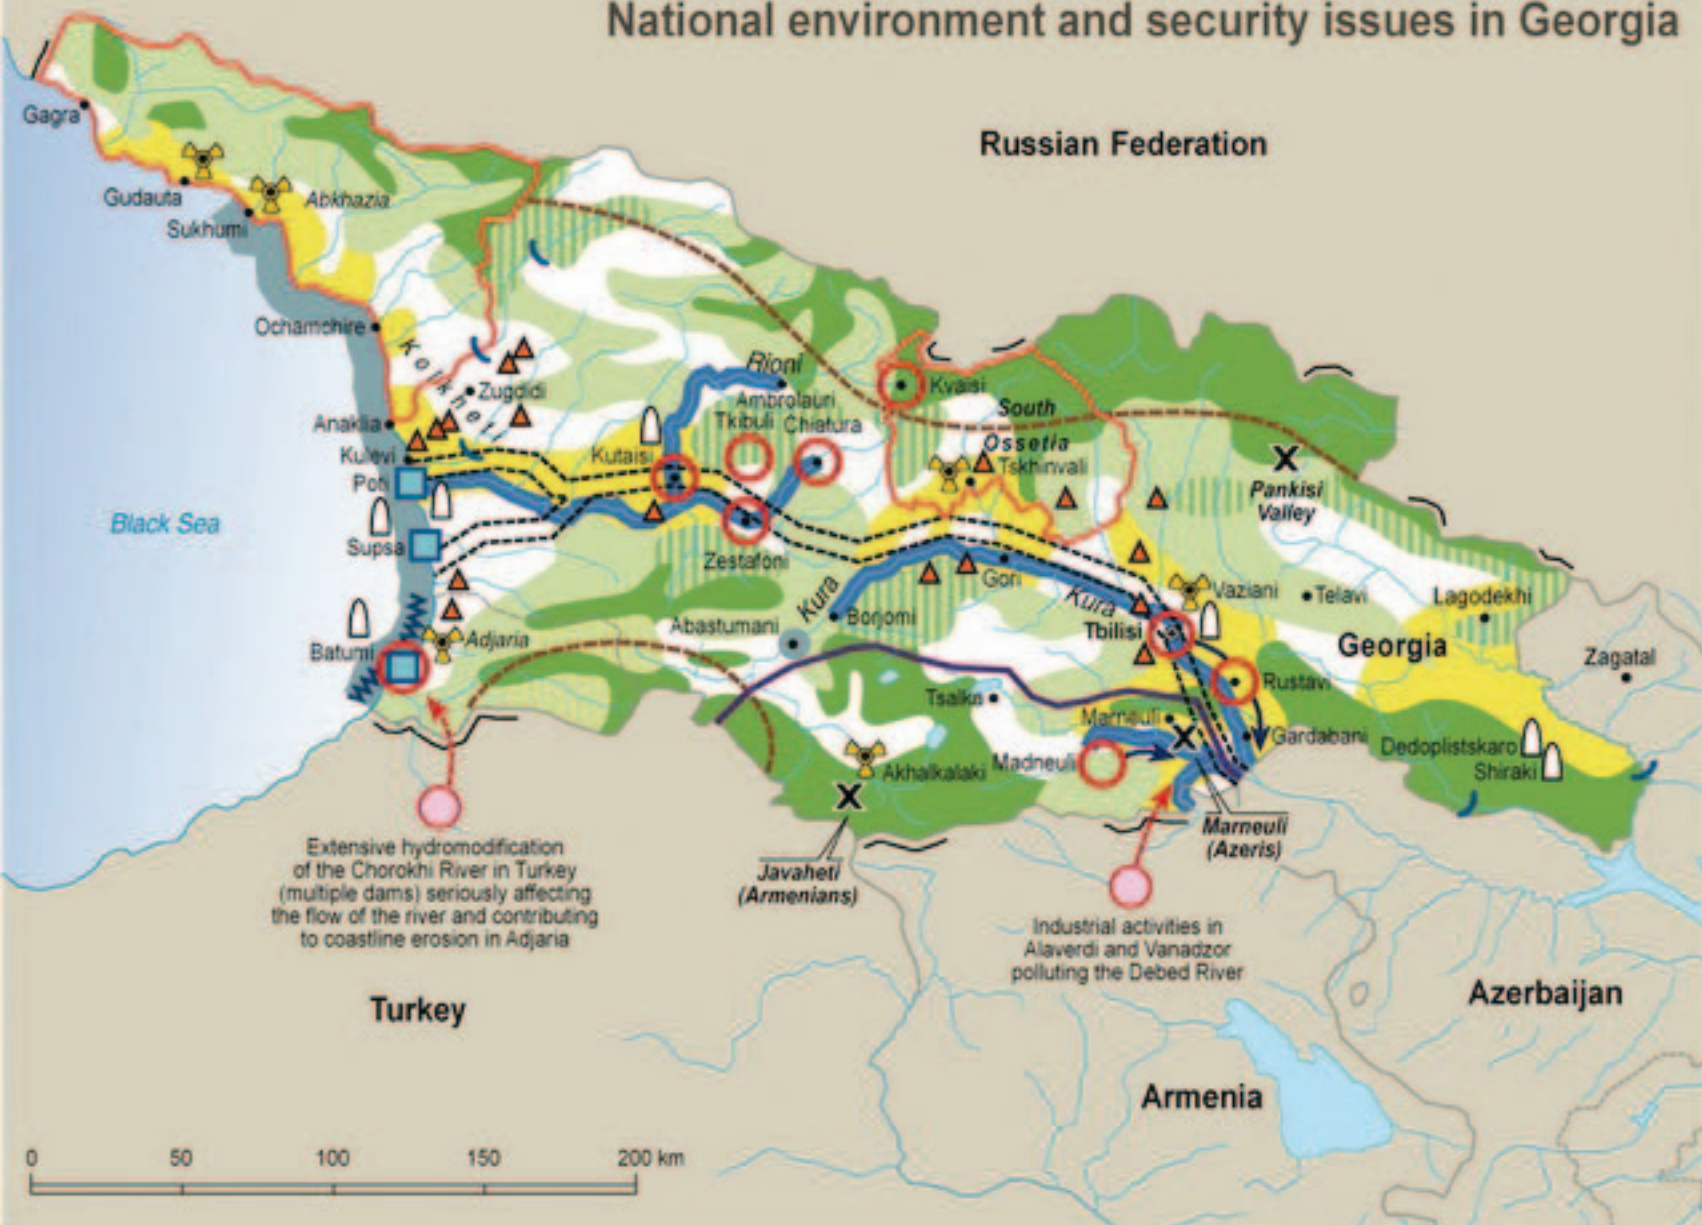 National environment and security issues in Georgia
Russian Federation
Gagra
Gudauta
Sukhumi
Abkhazia
Ochamchire
Kolkheti
Zugdidi
Anaklia
Kulevi
Poti
Black Sea
Supsa
Batumi
Adjaria
Rioni
Ambrolauri
Tkibuli
Chiatura
Kutaisi
Zestafoni
Kvaisi
South
Ossetia
Tskhinvali
Pankisi
Valley
Kura
Borjomi
Abastumani
Gori
Kura
Tbilisi
Vaziani
Telavi
Lagodekhi
Georgia
Zagatal
Rustavi
Tsalka
Marneuli
Gardabani
Madneuli
Akhalkalaki
Dedoplistskaro
Shiraki
Marneuli
(Azeris)
Javaheti
(Armenians)
Extensive hydromodification
of the Chorokhi River in Turkey
(multiple dams) seriously affecting
the flow of the river and contributing
to coastline erosion in Adjaria
Industrial activities in
Alaverdi and Vanadzor
polluting the Debed River
Turkey
Azerbaijan
Armenia
0 50 100 150 200 km